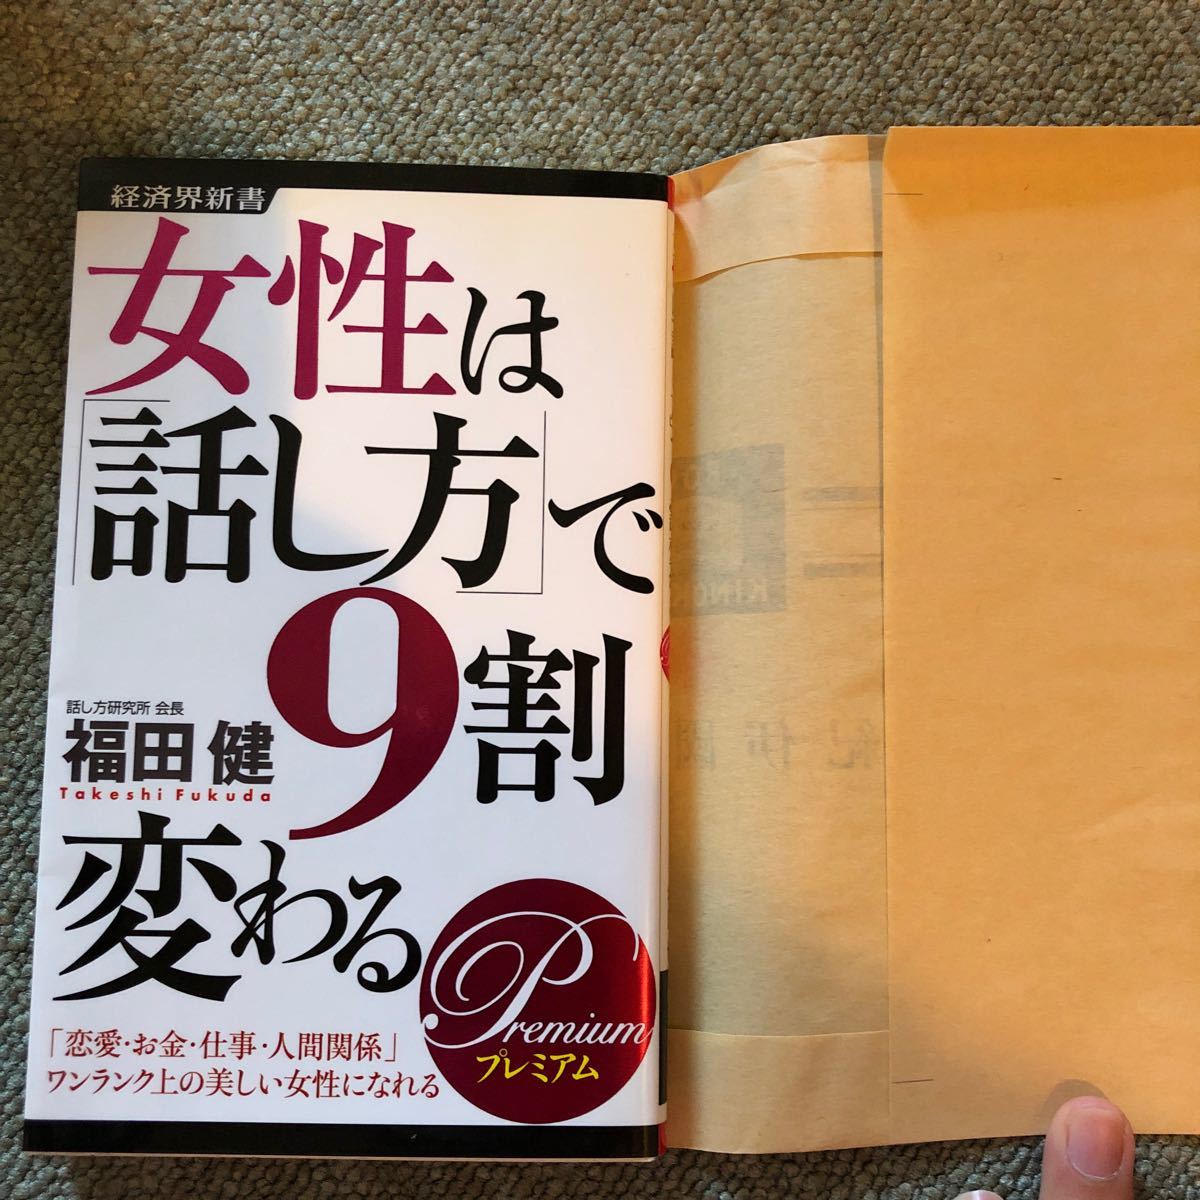 経済界新書
女性は
「話し方」で
9割
変わる
話し方研究所 会長
福田 健
Takeshi Fukuda
Premium
プレミアム
「恋愛・お金・仕事・人間関係」
ワンランク上の美しい女性になれる